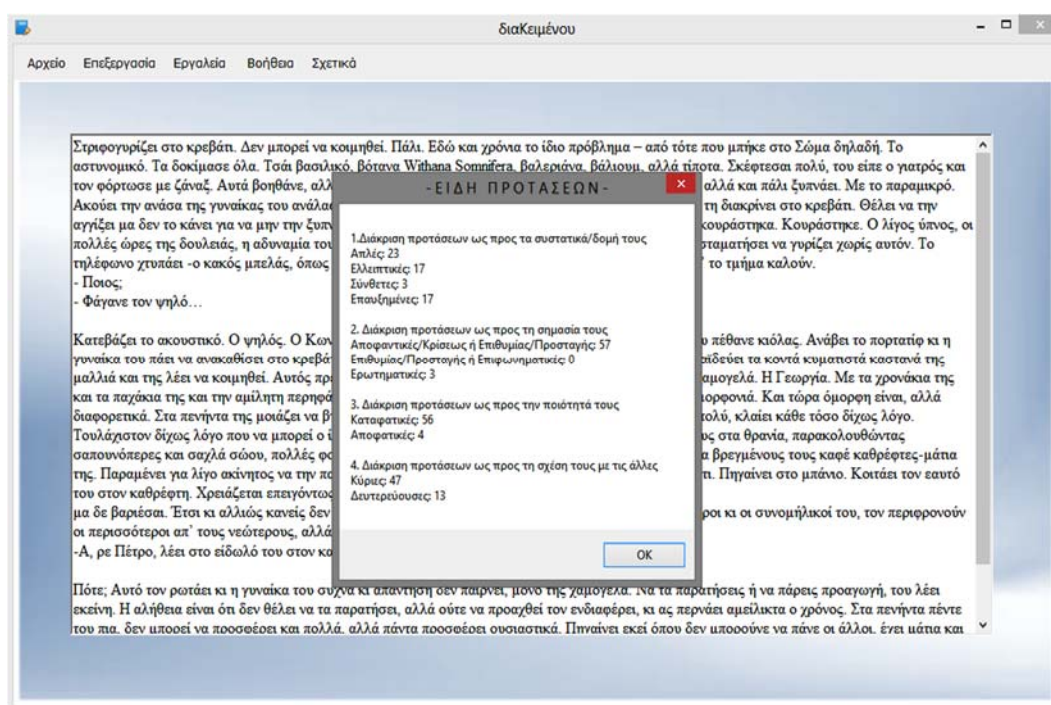 διαΚειμένου
Αρχείο Επεξεργασία Εργαλεία Βοήθεια Σχετικά
Στριφογυρίζει στο κρεβάτι. Δεν μπορεί να κοιμηθεί. Πάλι. Εδώ και χρόνια το ίδιο πρόβλημα – από τότε που μπήκε στο Σώμα δηλαδή. Το
αστυνομικό. Τα δοκίμασε όλα. Τσάι βασιλικό, βότανα Withana Somnifera, βαλεριάνα, βάλιουμ, αλλά τίποτα. Σκέφτεσαι πολύ, του είπε ο γιατρός και
τον φόρτωσε με ζάναξ. Αυτά βοηθάνε, αλλ αλλά και πάλι ξυπνάει. Με το παραμικρό.
Ακούει την ανάσα της γυναίκας του ανάλα τη διακρίνει στο κρεβάτι. Θέλει να την
αγγίξει μα δεν το κάνει για να μην την ξυπν κουράστηκα. Κουράστηκε. Ο λίγος ύπνος, οι
πολλές ώρες της δουλειάς, η αδυναμία του σταματήσει να γυρίζει χωρίς αυτόν. Το
τηλέφωνο χτυπάει -ο κακός μπελάς, όπως ' το τμήμα καλούν.
- Ποιος;
- Φάγανε τον ψηλό…
Κατεβάζει το ακουστικό. Ο ψηλός. Ο Κων υ πέθανε κιόλας. Ανάβει το πορτατίφ κι η
γυναίκα του πάει να ανακαθίσει στο κρεβά αϊδεύει τα κοντά κυματιστά καστανά της
μαλλιά και της λέει να κοιμηθεί. Αυτός πρ αμογελά. Η Γεωργία. Με τα χρονάκια της
και τα παχάκια της και την αμίλητη περηφά μορφονιά. Και τώρα όμορφη είναι, αλλά
διαφορετικά. Στα πενήντα της μοιάζει να β πολύ, κλαίει κάθε τόσο δίχως λόγο.
Τουλάχιστον δίχως λόγο που να μπορεί ο ί υς στα θρανία, παρακολουθώντας
σαπουνόπερες και σαχλά σόου, πολλές φο α βρεγμένους τους καφέ καθρέφτες-μάτια
της. Παραμένει για λίγο ακίνητος να την πα τι. Πηγαίνει στο μπάνιο. Κοιτάει τον εαυτό
του στον καθρέφτη. Χρειάζεται επειγόντως
μα δε βαριέσαι. Έτσι κι αλλιώς κανείς δεν ροι κι οι συνομήλικοί του, τον περιφρονούν
οι περισσότεροι απ' τους νεώτερους, αλλά
-Α, ρε Πέτρο, λέει στο είδωλό του στον κα
Πότε; Αυτό τον ρωτάει κι η γυναίκα του συχνά κι απάντηση δεν παίρνει, μόνο της χαμογελά. Να τα παρατήσεις ή να πάρεις προαγωγή, του λέει
εκείνη. Η αλήθεια είναι ότι δεν θέλει να τα παρατήσει, αλλά ούτε να προαχθεί τον ενδιαφέρει, κι ας περνάει αμείλικτα ο χρόνος. Στα πενήντα πέντε
του πια, δεν μπορεί να προσφέρει και πολλά, αλλά πάντα προσφέρει ουσιαστικά. Πηγαίνει εκεί όπου δεν μπορούνε να πάνε οι άλλοι, έχει μάτια και
-ΕΙΔΗ ΠΡΟΤΑΣΕΩΝ-
1.Διάκριση προτάσεων ως προς τα συστατικά/δομή τους
Απλές: 23
Ελλειπτικές: 17
Σύνθετες: 3
Επαυξημένες: 17
2. Διάκριση προτάσεων ως προς τη σημασία τους
Αποφαντικές/Κρίσεως ή Επιθυμίας/Προσταγής: 57
Επιθυμίας/Προσταγής ή Επιφωνηματικές: 0
Ερωτηματικές: 3
3. Διάκριση προτάσεων ως προς την ποιότητά τους
Καταφατικές: 56
Αποφατικές: 4
4. Διάκριση προτάσεων ως προς τη σχέση τους με τις άλλες
Κύριες: 47
Δευτερεύουσες: 13
OK